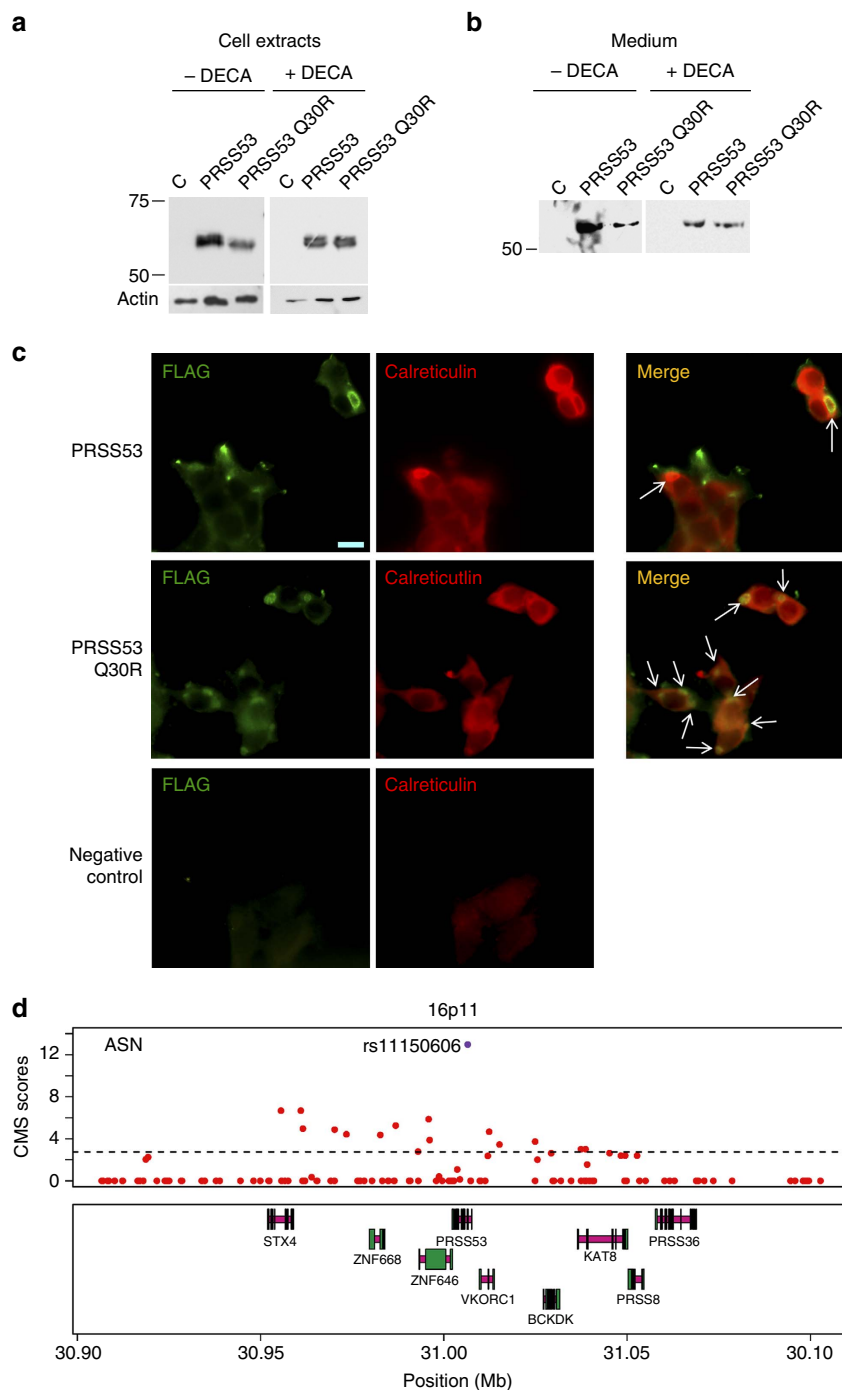 a
Cell extracts
– DECA
+ DECA
C
PRSS53
PRSS53 Q30R
C
PRSS53
PRSS53 Q30R
75
50
Actin
b
Medium
– DECA
+ DECA
C
PRSS53
PRSS53 Q30R
C
PRSS53
PRSS53 Q30R
50
c
PRSS53
FLAG
Calreticulin
Merge
PRSS53
Q30R
FLAG
Calreticutlin
Merge
Negative
control
FLAG
Calreticulin
d
16p11
ASN
rs11150606
CMS scores
12
8
4
0
STX4
PRSS53
PRSS36
ZNF668
KAT8
ZNF646
VKORC1
PRSS8
BCKDK
30.90
30.95
31.00
31.05
30.10
Position (Mb)